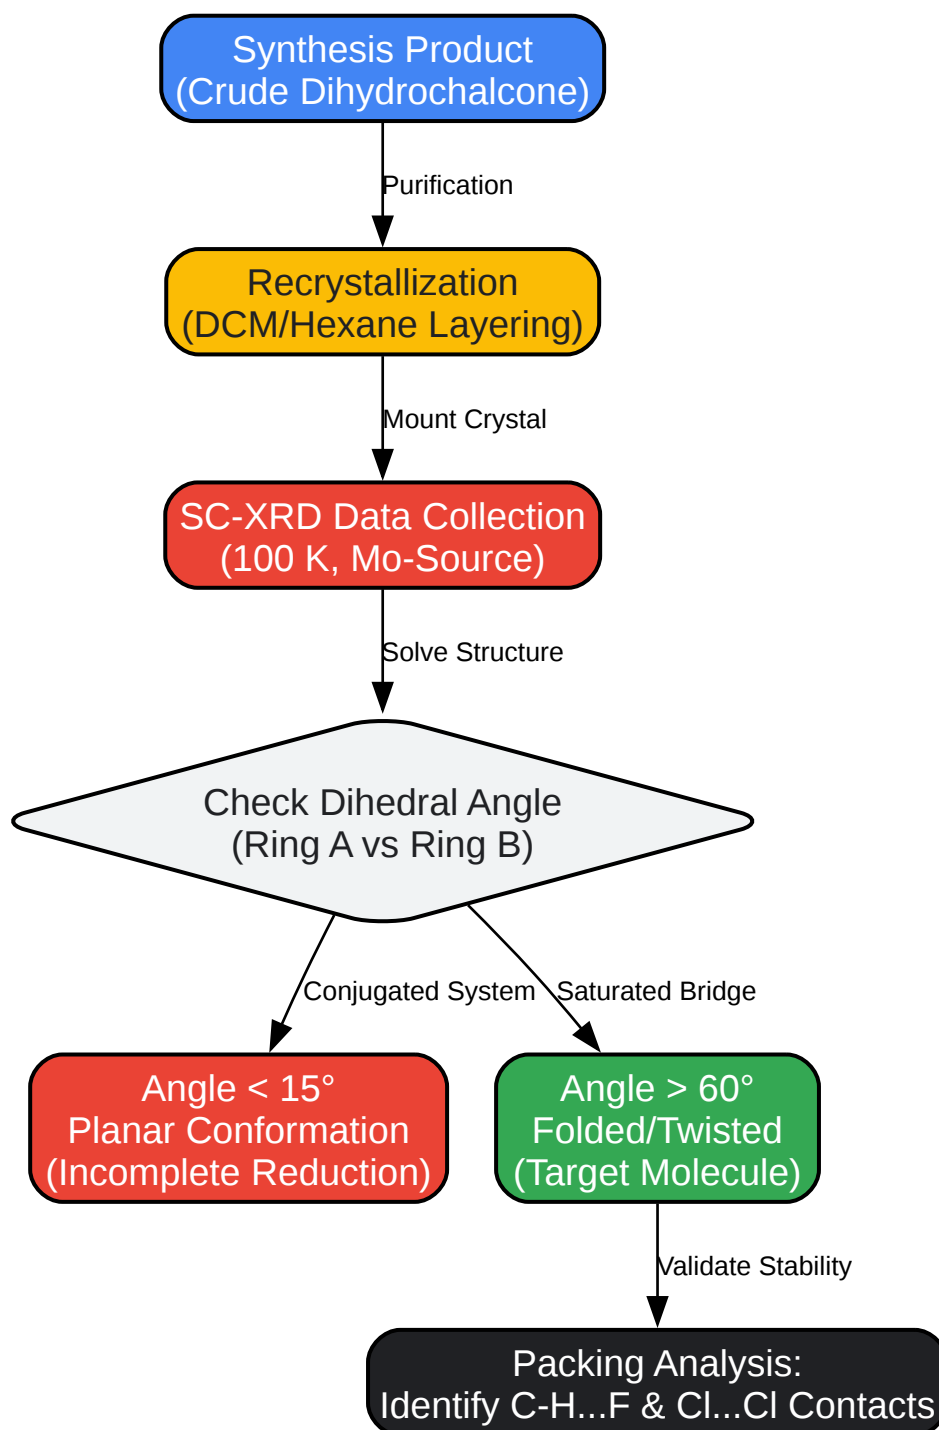 Synthesis Product
(Crude Dihydrochalcone)
Purification
Recrystallization
(DCM/Hexane Layering)
Mount Crystal
SC-XRD Data Collection
(100 K, Mo-Source)
Solve Structure
Check Dihedral Angle
(Ring A vs Ring B)
Conjugated System
Saturated Bridge
Angle < 15°
Planar Conformation
(Incomplete Reduction)
Angle > 60°
Folded/Twisted
(Target Molecule)
Validate Stability
Packing Analysis:
Identify C-H...F & Cl...Cl Contacts